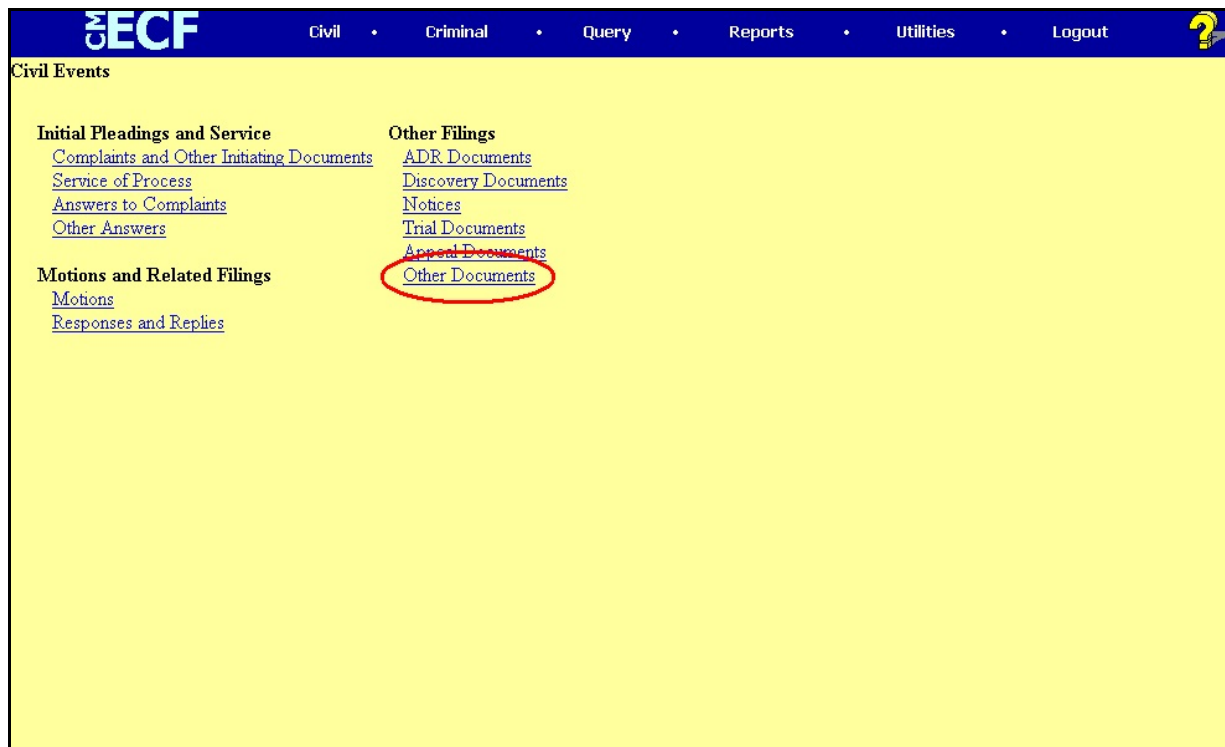 CM ECF Civil • Criminal • Query • Reports • Utilities • Logout ?
Civil Events
Initial Pleadings and Service
Complaints and Other Initiating Documents
Service of Process
Answers to Complaints
Other Answers
Motions and Related Filings
Motions
Responses and Replies
Other Filings
ADR Documents
Discovery Documents
Notices
Trial Documents
Appeal Documents
Other Documents